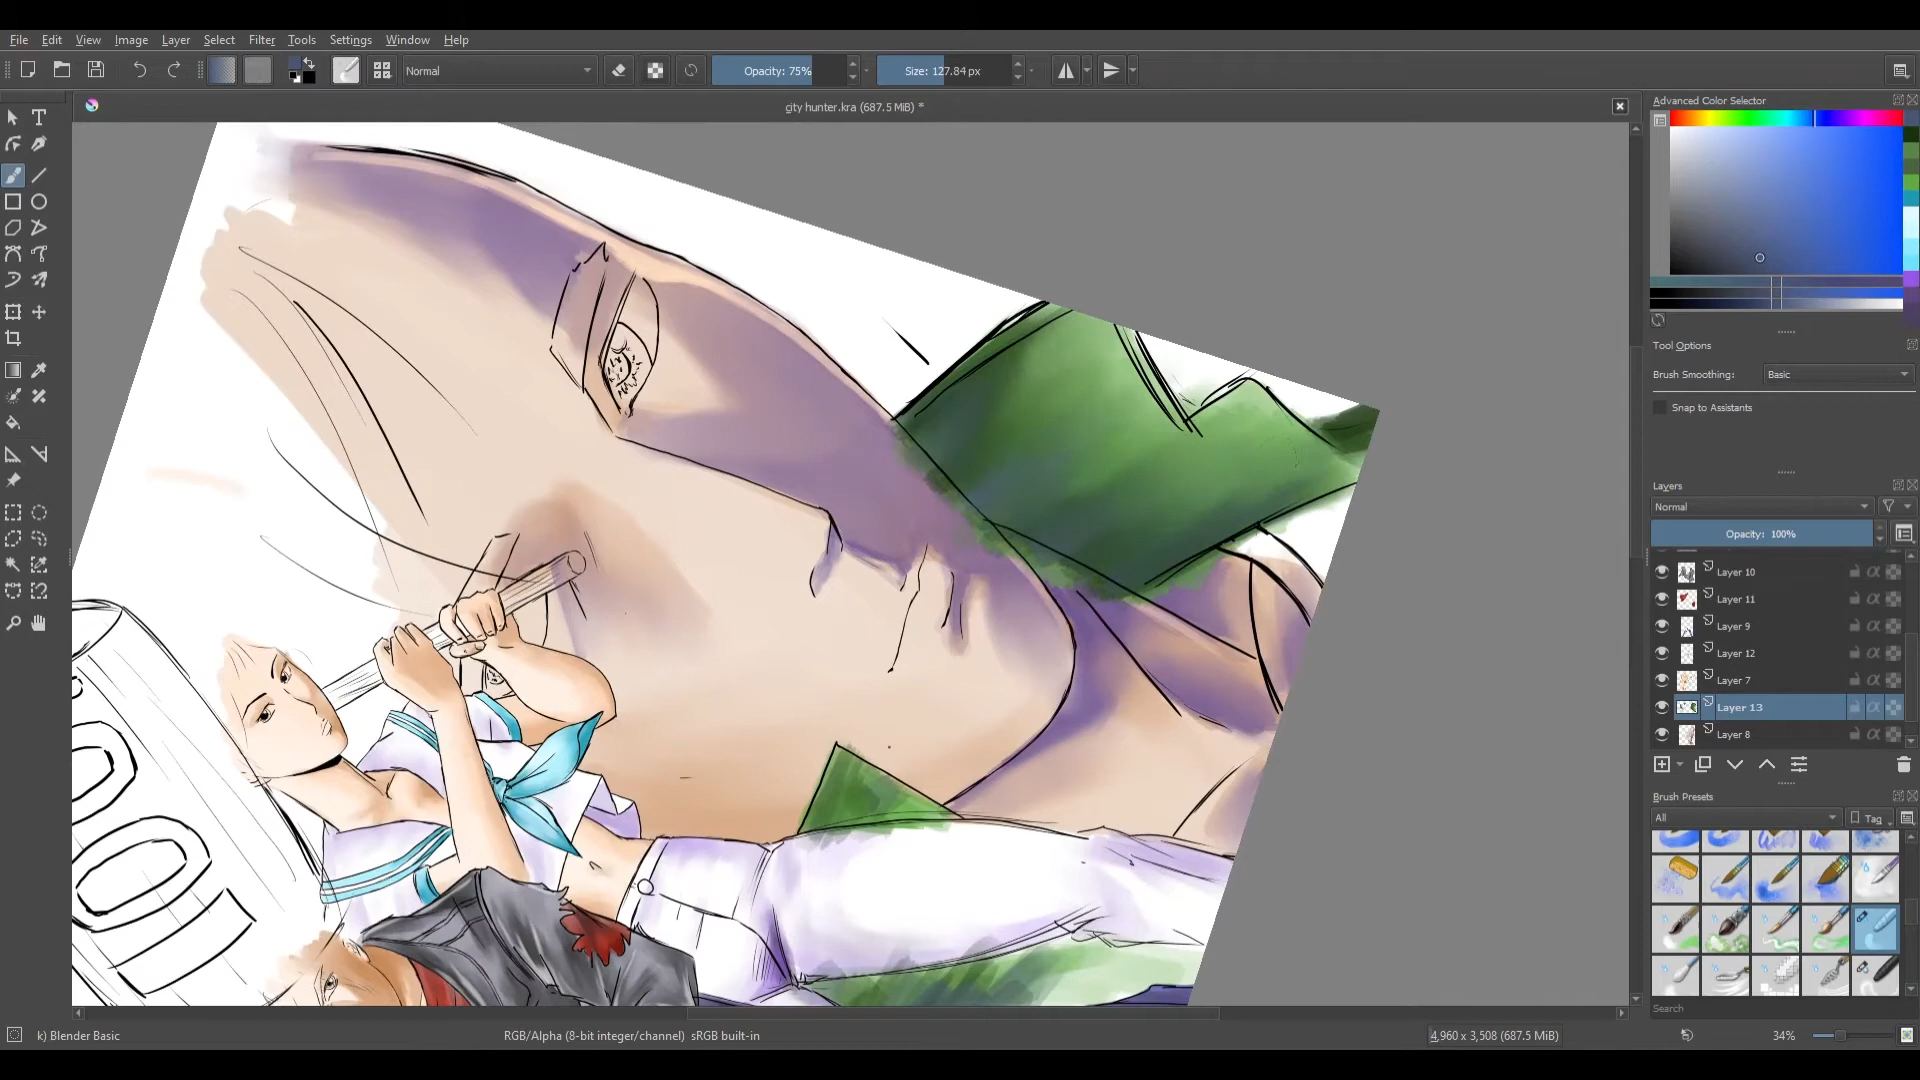 File Edit View Image Layer Select Filter Tools Settings Window Help
Normal Opacity: 75% Size: 127.84 px
city hunter.kra (687.5 MiB) *
Advanced Color Selector
Tool Options
Brush Smoothing: Basic
Snap to Assistants
Layers
Normal
Opacity: 100%
Layer 10
Layer 11
Layer 9
Layer 12
Layer 7
Layer 13
Layer 8
Brush Presets
All Tag
Search
k) Blender Basic RGB/Alpha (8-bit integer/channel) sRGB built-in 4,960 x 3,508 (687.5 MiB) 34%